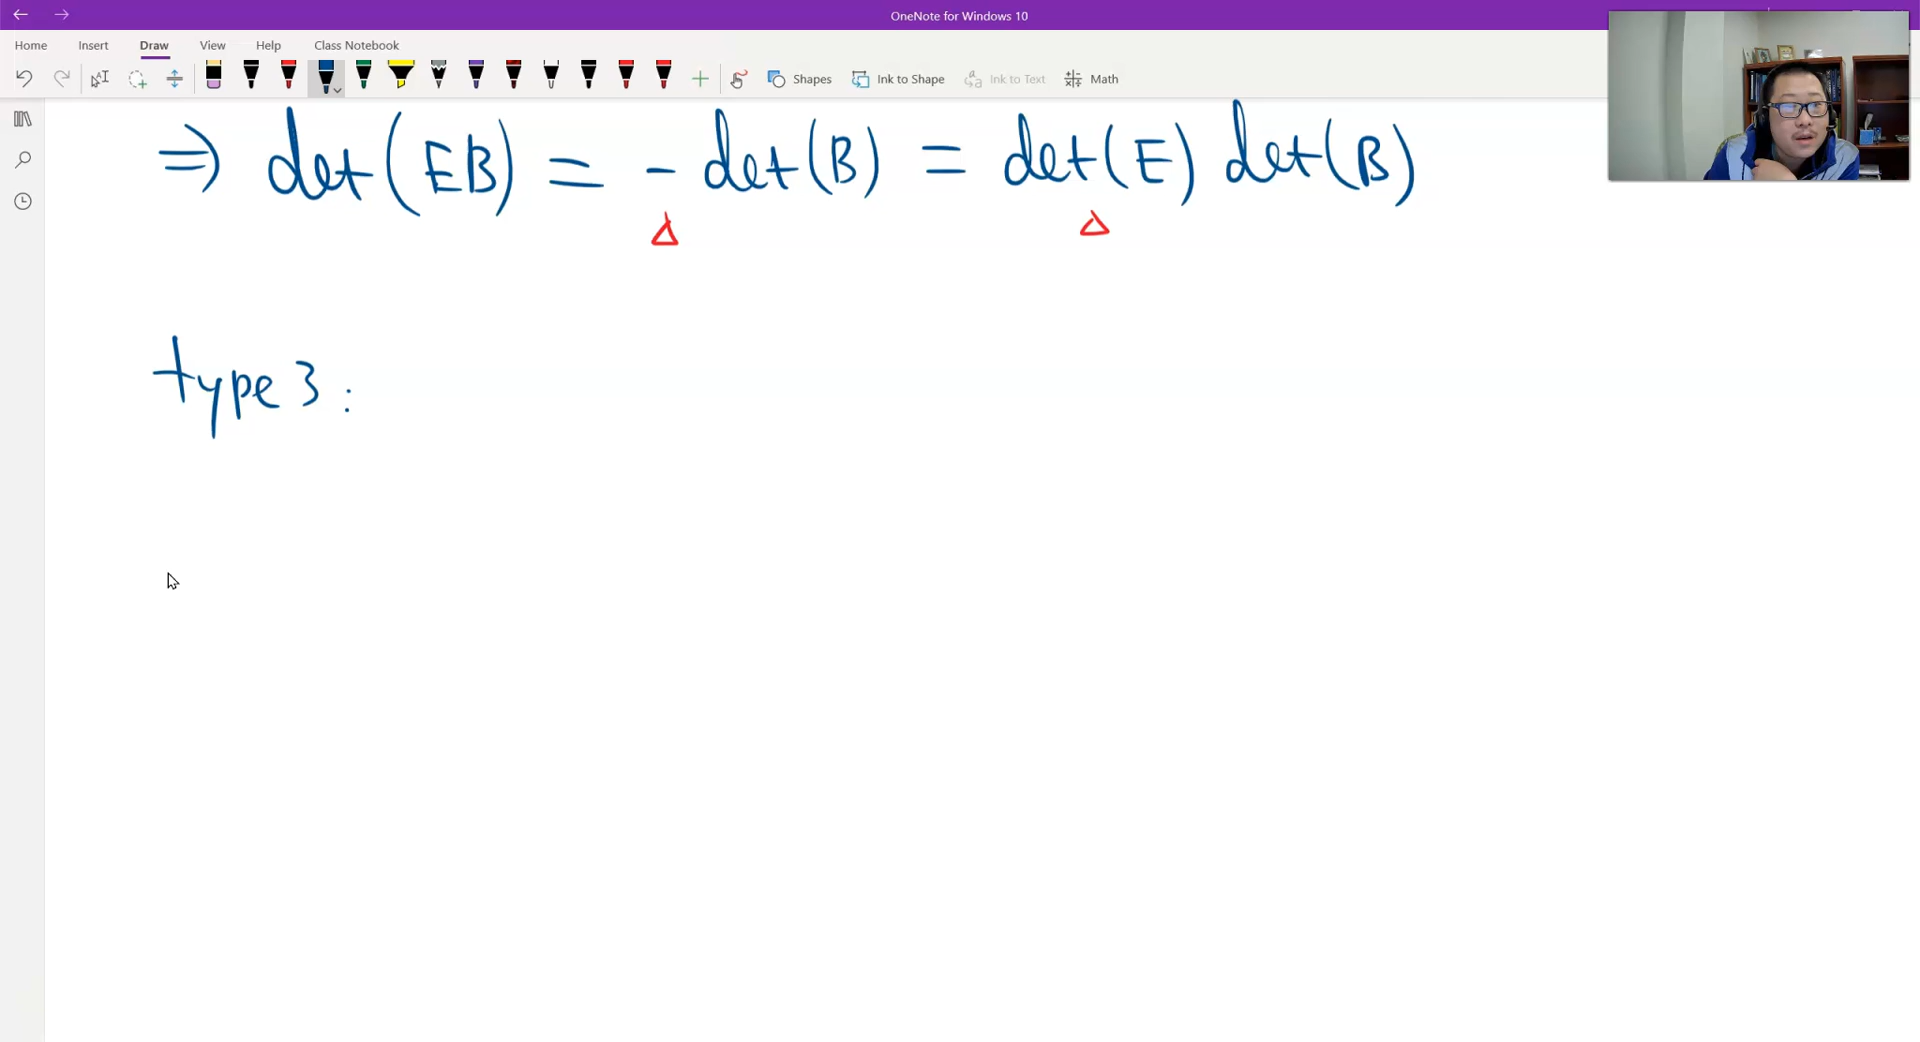 OneNote for Windows 10
Home Insert Draw View Help Class Notebook
Shapes Ink to Shape Ink to Text Math
⇒ det(EB) = - det(B) = det(E) det(B)
Δ Δ
type 3 :